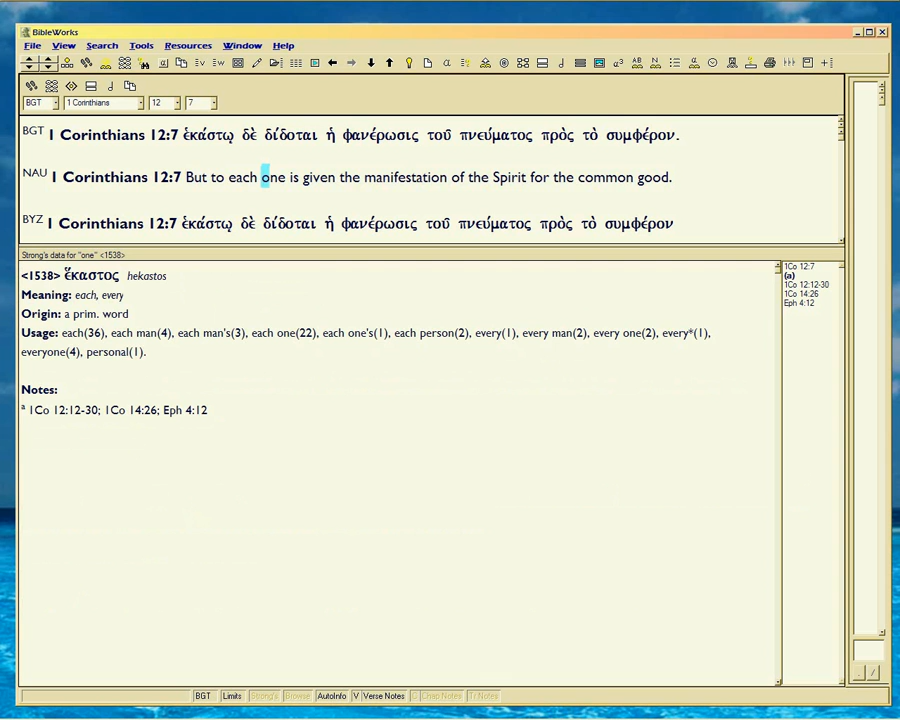 BibleWorks
File View Search Tools Resources Window Help
BGT 1 Corinthians 12 7
BGT 1 Corinthians 12:7 ἑκάστῳ δὲ δίδοται ἡ φανέρωσις τοῦ πνεύματος πρὸς τὸ συμφέρον.
NAU 1 Corinthians 12:7 But to each one is given the manifestation of the Spirit for the common good.
BYZ 1 Corinthians 12:7 ἑκάστῳ δὲ δίδοται ἡ φανέρωσις τοῦ πνεύματος πρὸς τὸ συμφέρον
Strong's data for "one" <1538>
<1538> ἕκαστος hekastos
Meaning: each, every
Origin: a prim. word
Usage: each(36), each man(4), each man's(3), each one(22), each one's(1), each person(2), every(1), every man(2), every one(2), every*(1),
everyone(4), personal(1).
Notes:
a 1Co 12:12-30; 1Co 14:26; Eph 4:12
1Co 12:7
(a)
1Co 12:12-30
1Co 14:26
Eph 4:12
BGT Limits Strong's Browse AutoInfo V Verse Notes C Chap Notes Tr Notes